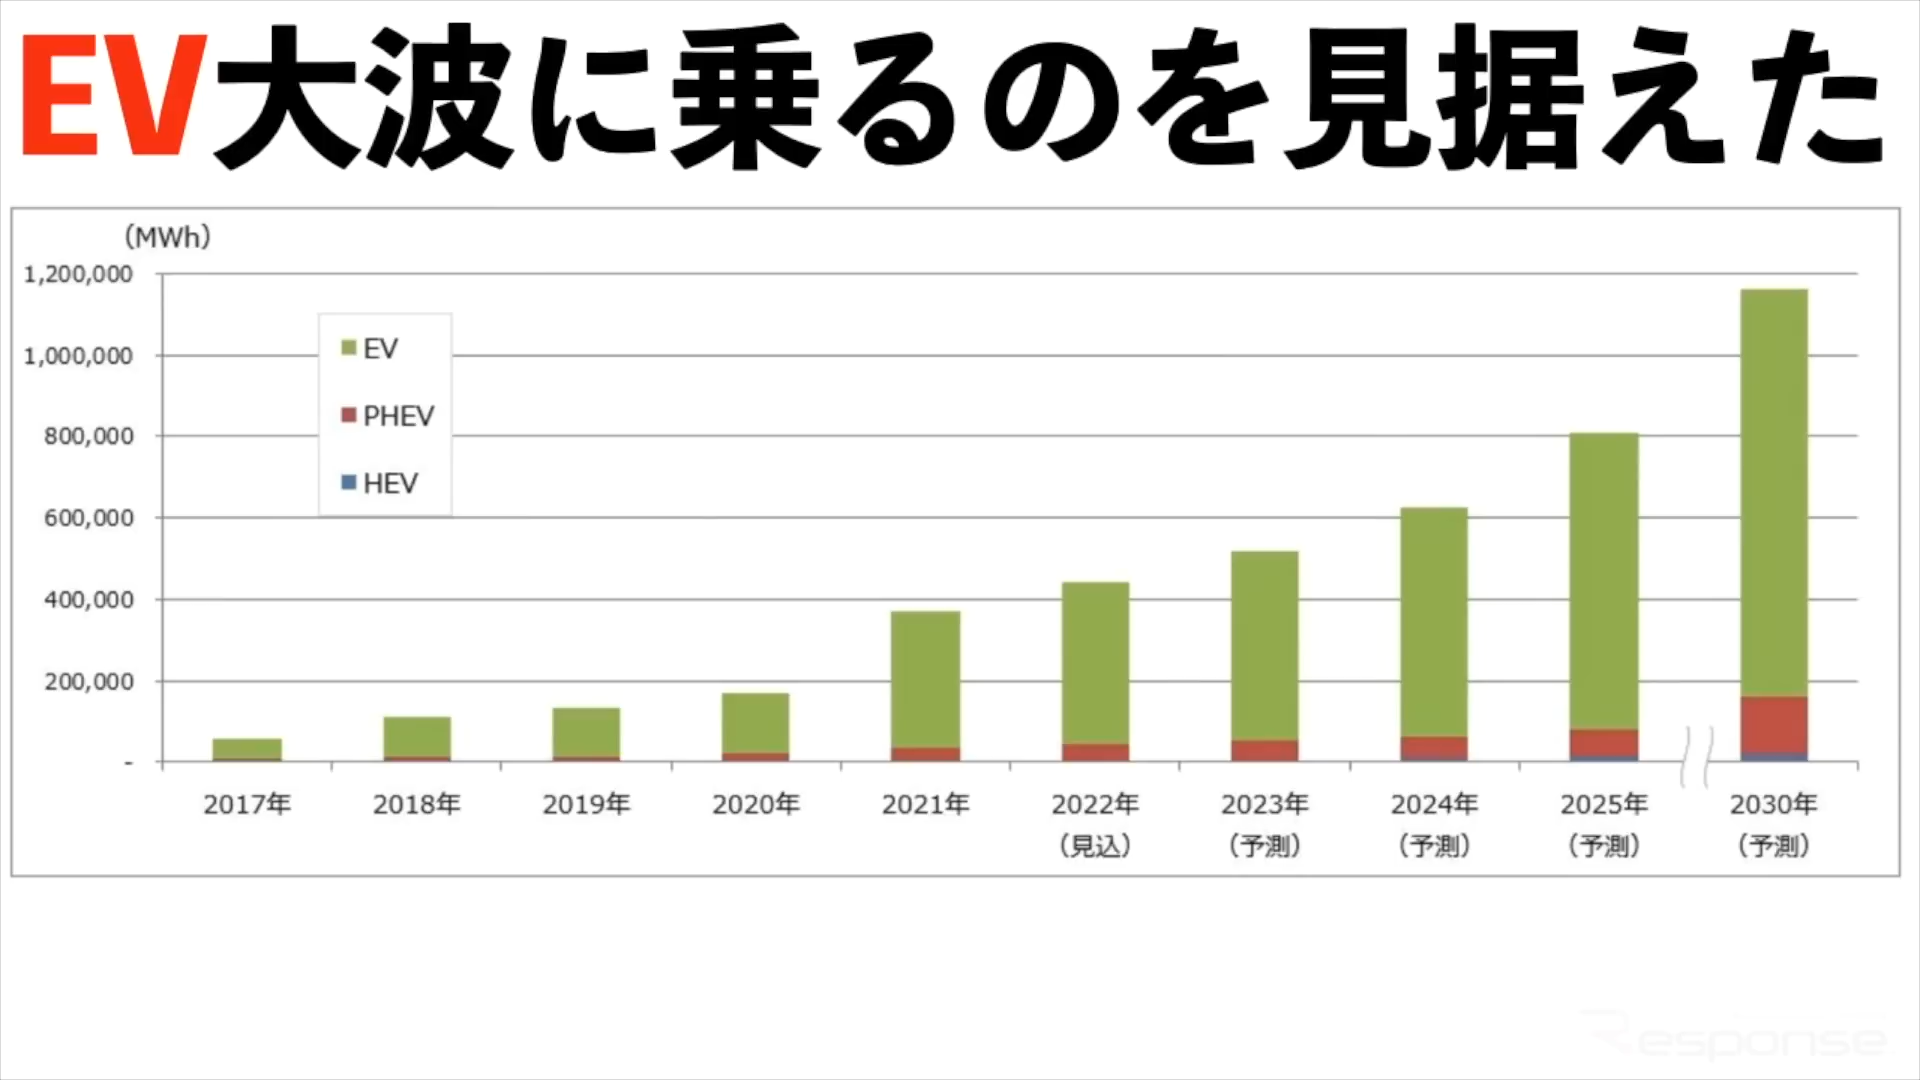 EV大波に乗るのを見据えた
（MWh）
1,200,000
1,000,000
800,000
600,000
400,000
200,000
-
EV
PHEV
HEV
2017年 2018年 2019年 2020年 2021年 2022年 2023年 2024年 2025年 2030年
（見込） （予測） （予測） （予測） （予測）
Response